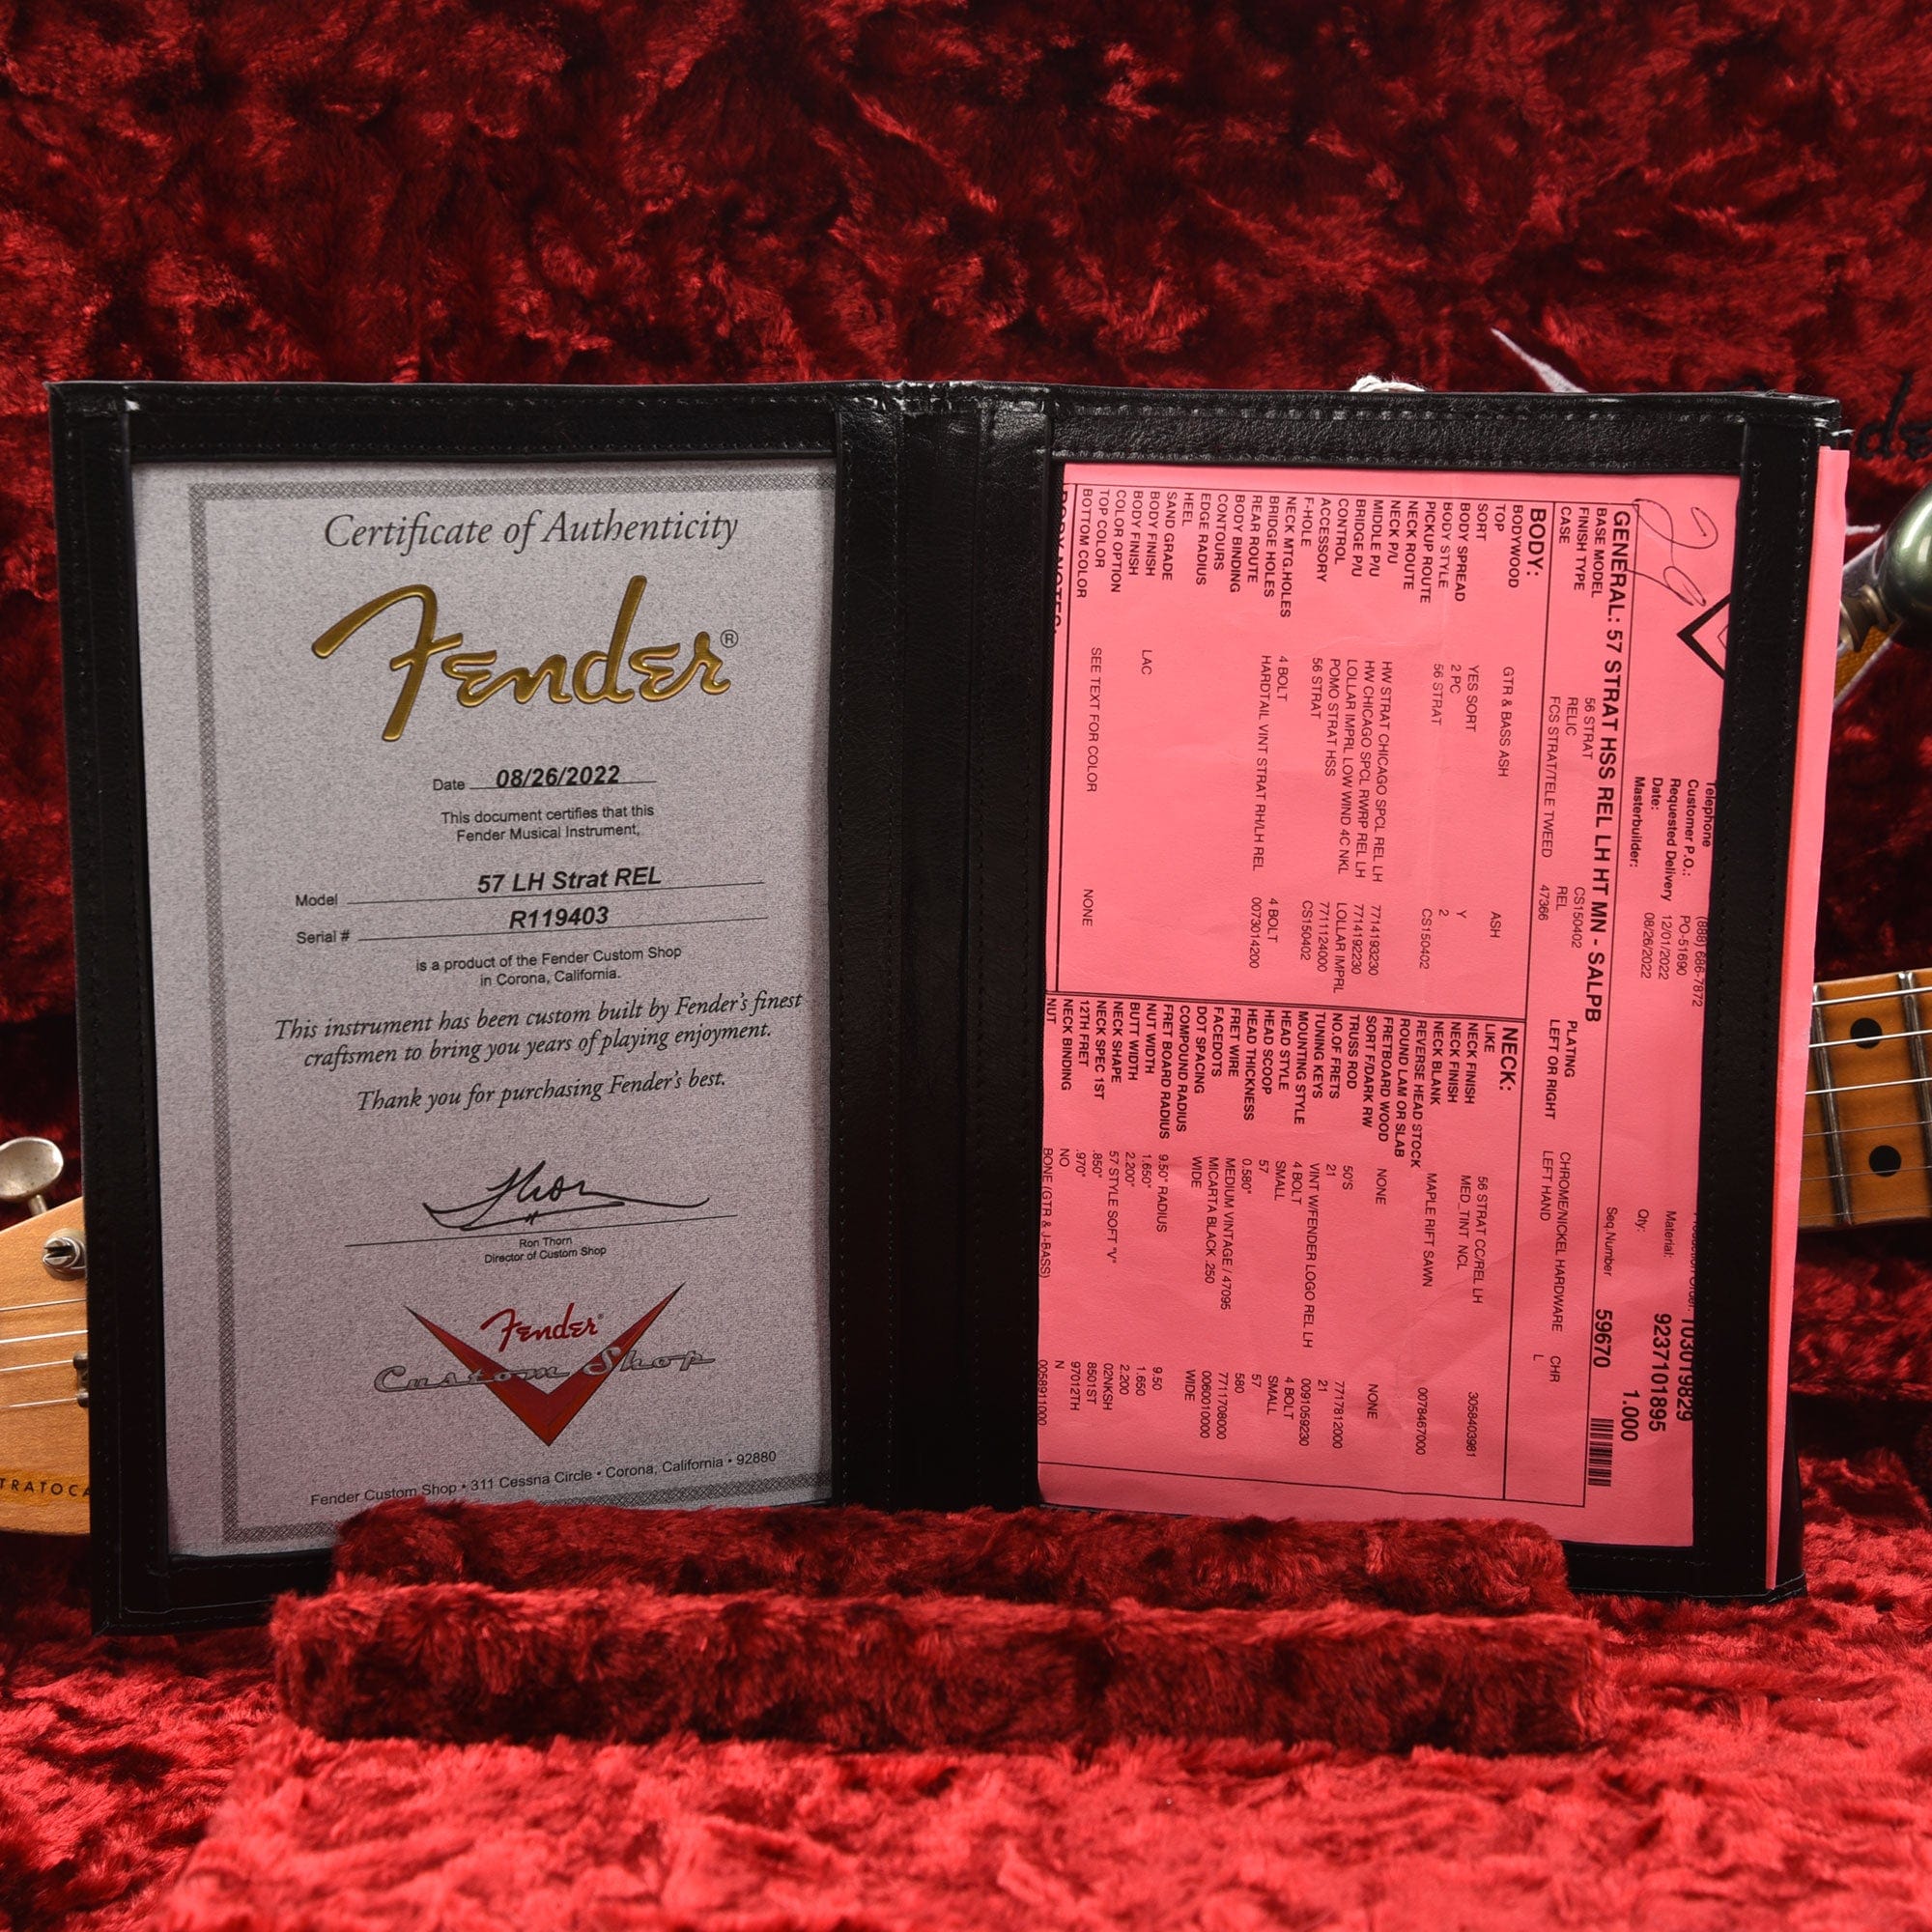 Certificate of Authenticity
Fender®
Date 08/26/2022
This document certifies that this
Fender Musical Instrument,
Model 57 LH Strat REL
Serial # R119403
is a product of the Fender Custom Shop
in Corona, California.
This instrument has been custom built by Fender's finest
craftsmen to bring you years of playing enjoyment.
Thank you for purchasing Fender's best.
Ron Thorn
Director of Custom Shop
Fender
Custom Shop
Fender Custom Shop • 311 Cessna Circle • Corona, California • 92880
Telephone (888) 686-7872
Customer P.O.: PO-51690
Requested Delivery 12/01/2022
Date: 08/26/2022
Masterbuilder:
103019829
Material: 9237101895
Qty: 1.000
Seq.Number 59670
GENERAL: 57 STRAT HSS REL LH HT MN - SALPB
BASE MODEL 56 STRAT CS150402 PLATING CHROME/NICKEL HARDWARE CHR
FINISH TYPE RELIC REL LEFT OR RIGHT LEFT HAND L
CASE FCS STRAT/TELE TWEED 47366
BODY:
BODYWOOD GTR & BASS ASH ASH
TOP
SORT YES SORT Y
BODY SPREAD 2 PC 2
BODY STYLE 56 STRAT CS150402
PICKUP ROUTE
NECK ROUTE
NECK P/U HW STRAT CHICAGO SPCL REL LH 7714193230
MIDDLE P/U HW CHICAGO SPCL RWRP REL LH 7714192230
BRIDGE P/U LOLLAR IMPRL LOW WIND 4C NKL LOLLAR IMPRL
CONTROL POMO STRAT HSS 7711124000
ACCESSORY 56 STRAT CS150402
F-HOLE
NECK MTG.HOLES 4 BOLT 4 BOLT
BRIDGE HOLES HARDTAIL VINT STRAT RH/LH REL 0073014200
REAR ROUTE
BODY BINDING
CONTOURS
EDGE RADIUS
HEEL
SAND GRADE
BODY FINISH LAC
BODY FINISH
COLOR OPTION
TOP COLOR SEE TEXT FOR COLOR NONE
BOTTOM COLOR
NECK:
LIKE 56 STRAT CC/REL LH 3058403981
NECK FINISH MED_TINT NCL
NECK FINISH
NECK BLANK MAPLE RIFT SAWN 0078467000
REVERSE HEAD STOCK
ROUND LAM OR SLAB
FRETBOARD WOOD NONE NONE
SORT F/DARK RW
TRUSS ROD 50'S 7717812000
NO.OF FRETS 21 21
TUNING KEYS VINT W/FENDER LOGO REL LH 0091059230
MOUNTING STYLE 4 BOLT 4 BOLT
HEAD STYLE SMALL SMALL
HEAD SCOOP 57 57
HEAD THICKNESS 0.580" 580
FRET WIRE MEDIUM VINTAGE / 47095 7711708000
FACEDOTS MICARTA BLACK .250 0060010000
DOT SPACING WIDE WIDE
COMPOUND RADIUS
FRET BOARD RADIUS 9.50" RADIUS 9.50
NUT WIDTH 1.650" 1.650
BUTT WIDTH 2.200" 2.200
NECK SHAPE 57 STYLE SOFT "V" 02NKSH
NECK SPEC 1ST .850" 8501ST
12TH FRET .970" 97012TH
NECK BINDING NO N
NUT BONE (GTR & J-BASS) 0058911000
TRATOCA